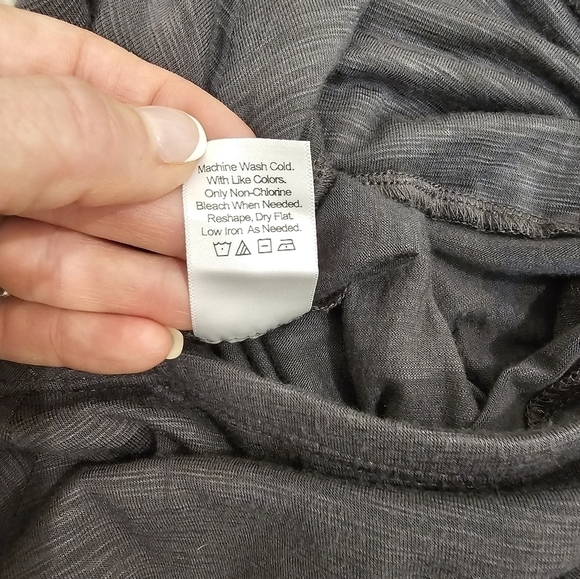 Machine Wash Cold.
With Like Colors.
Only Non-Chlorine
Bleach When Needed.
Reshape, Dry Flat.
Low Iron As Needed.